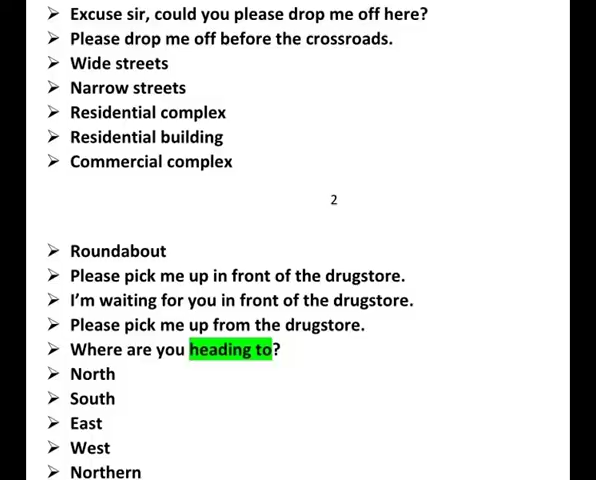 ➢ Excuse sir, could you please drop me off here?
➢ Please drop me off before the crossroads.
➢ Wide streets
➢ Narrow streets
➢ Residential complex
➢ Residential building
➢ Commercial complex
2
➢ Roundabout
➢ Please pick me up in front of the drugstore.
➢ I’m waiting for you in front of the drugstore.
➢ Please pick me up from the drugstore.
➢ Where are you heading to?
➢ North
➢ South
➢ East
➢ West
➢ Northern